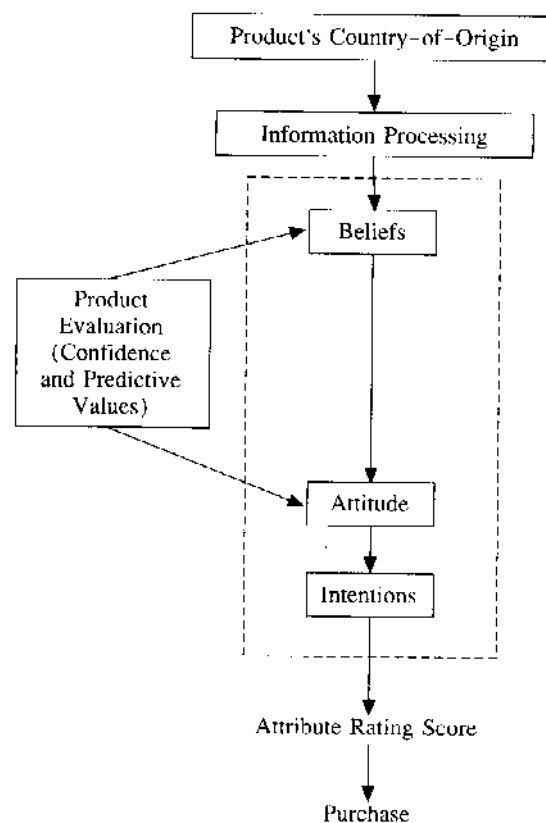 Product's Country-of-Origin
Information Processing
Beliefs
Product
Evaluation
(Confidence
and Predictive
Values)
Attitude
Intentions
Attribute Rating Score
Purchase